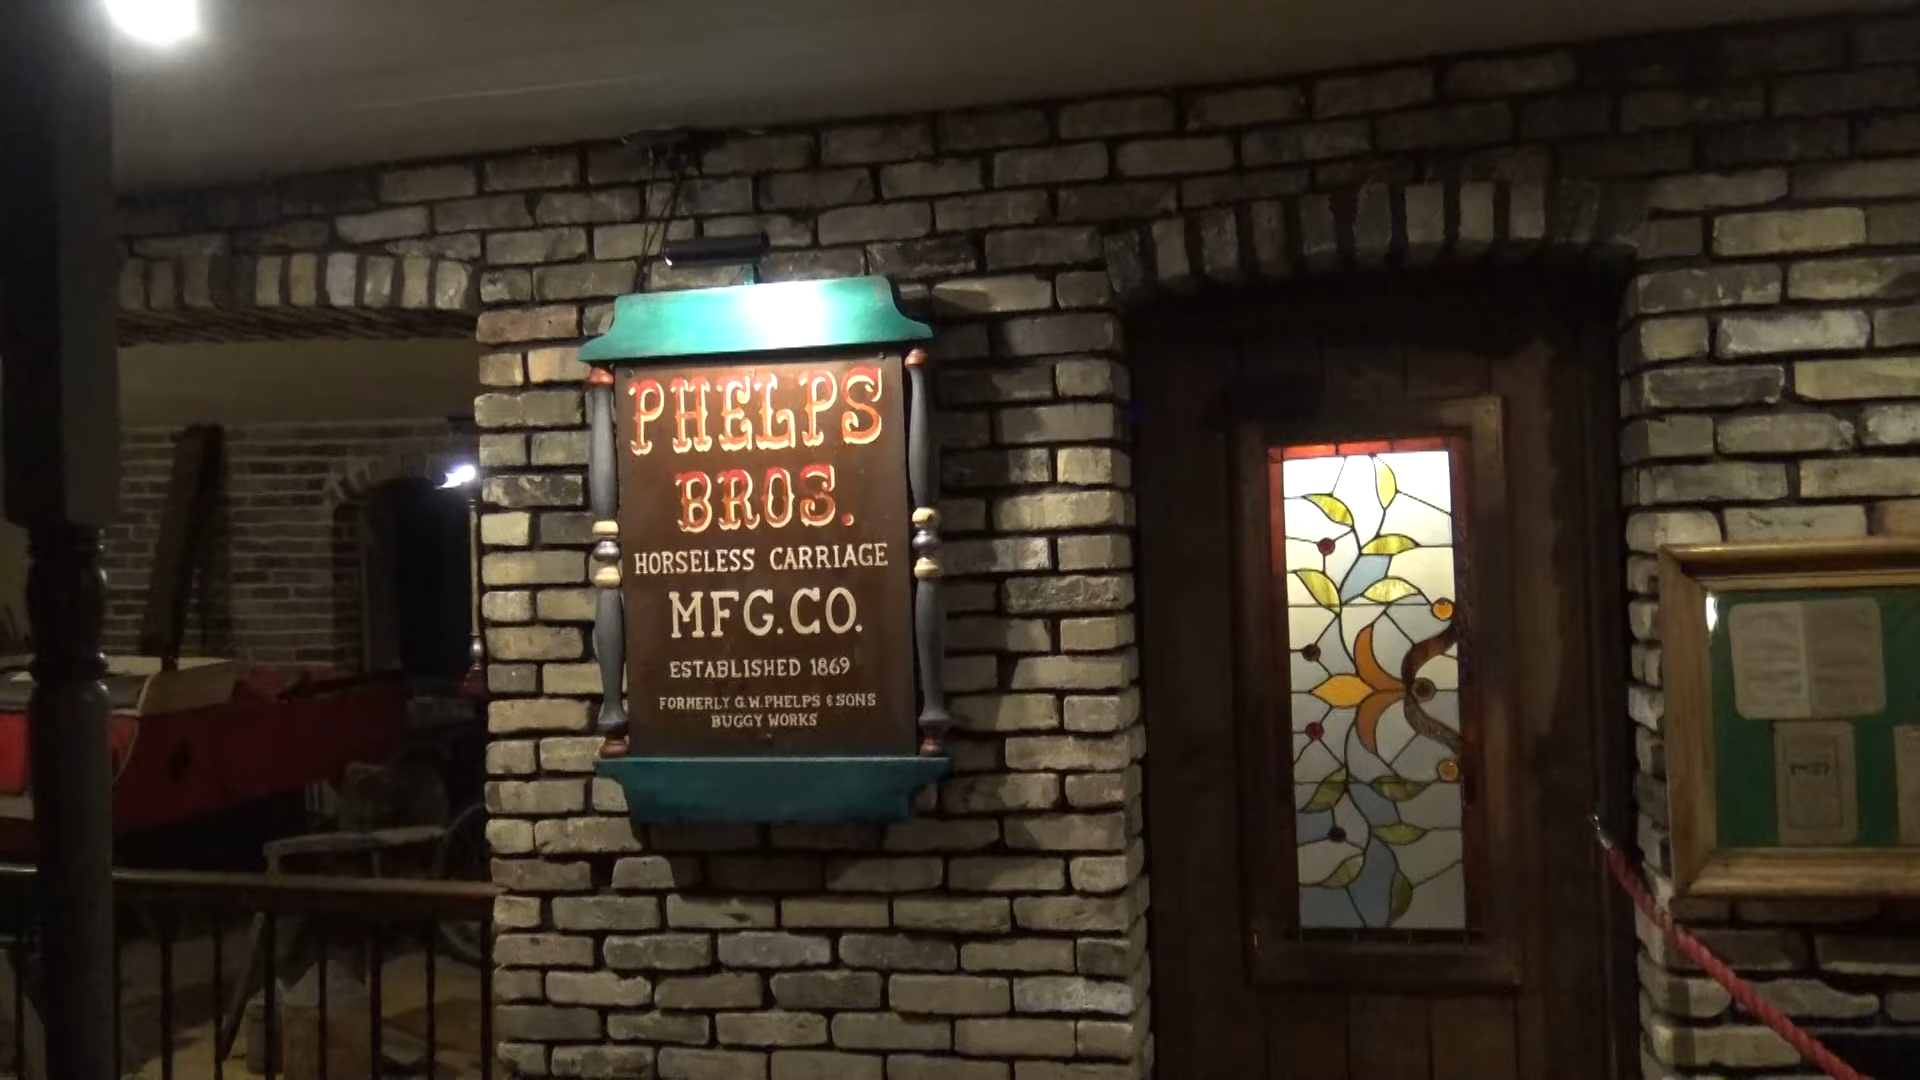 PHELPS
BROS.
HORSELESS CARRIAGE
MFG. CO.
ESTABLISHED 1869
FORMERLY G. W. PHELPS & SONS
BUGGY WORKS